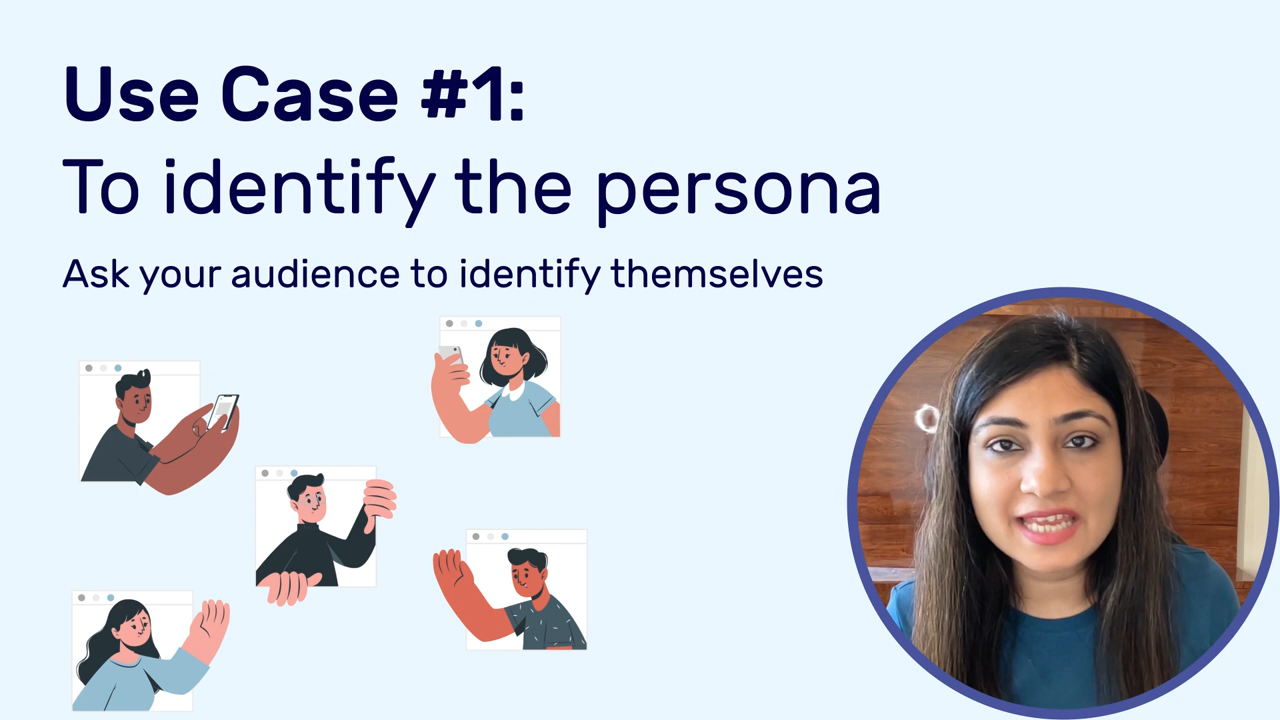 Use Case #1:
To identify the persona
Ask your audience to identify themselves